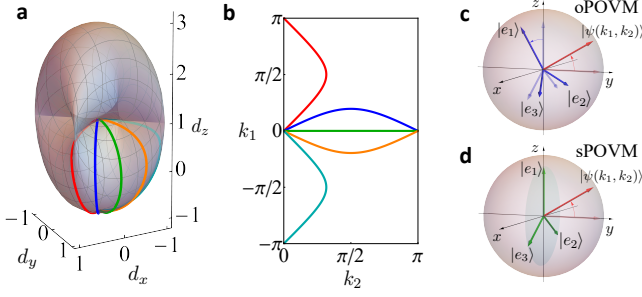 a
3
2
1
d_z
0
−1
−1
0
d_y
1
1
0
d_x
−1
b
π
π/2
k_1
0
−π/2
−π
0
π/2
π
k_2
c
z
oPOVM
|e_1⟩
|ψ(k_1, k_2)⟩
x
y
|e_3⟩
|e_2⟩
d
z
sPOVM
|e_1⟩
|ψ(k_1, k_2)⟩
x
y
|e_2⟩
|e_3⟩